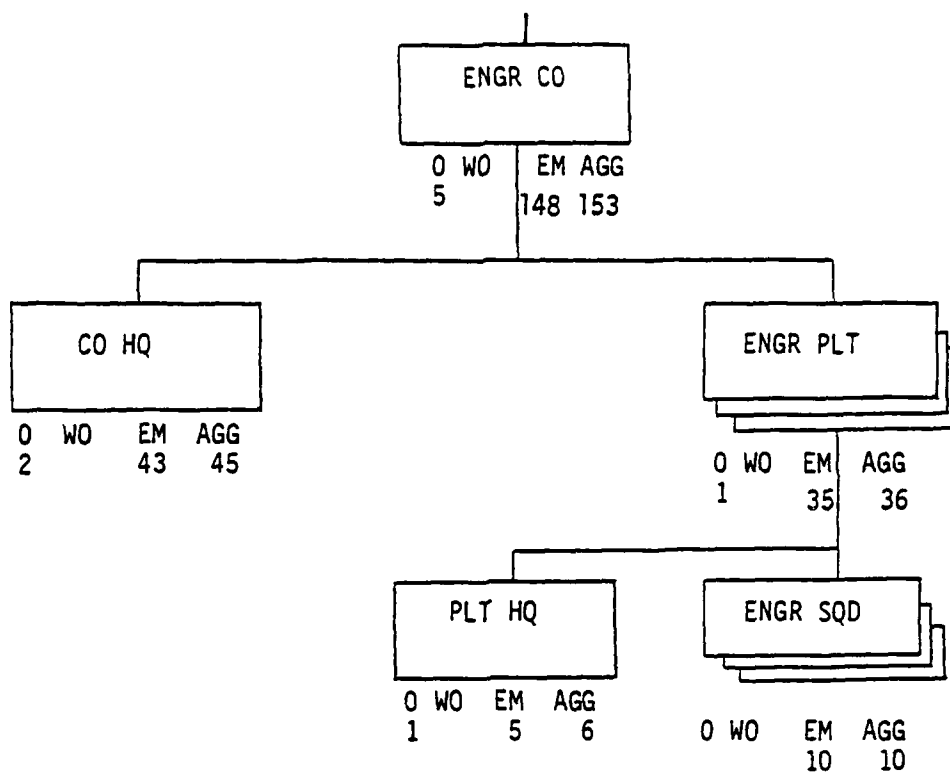 ENGR CO
O WO EM AGG
5 148 153
CO HQ
O WO EM AGG
2 43 45
ENGR PLT
O WO EM AGG
1 35 36
PLT HQ
O WO EM AGG
1 5 6
ENGR SQD
O WO EM AGG
10 10